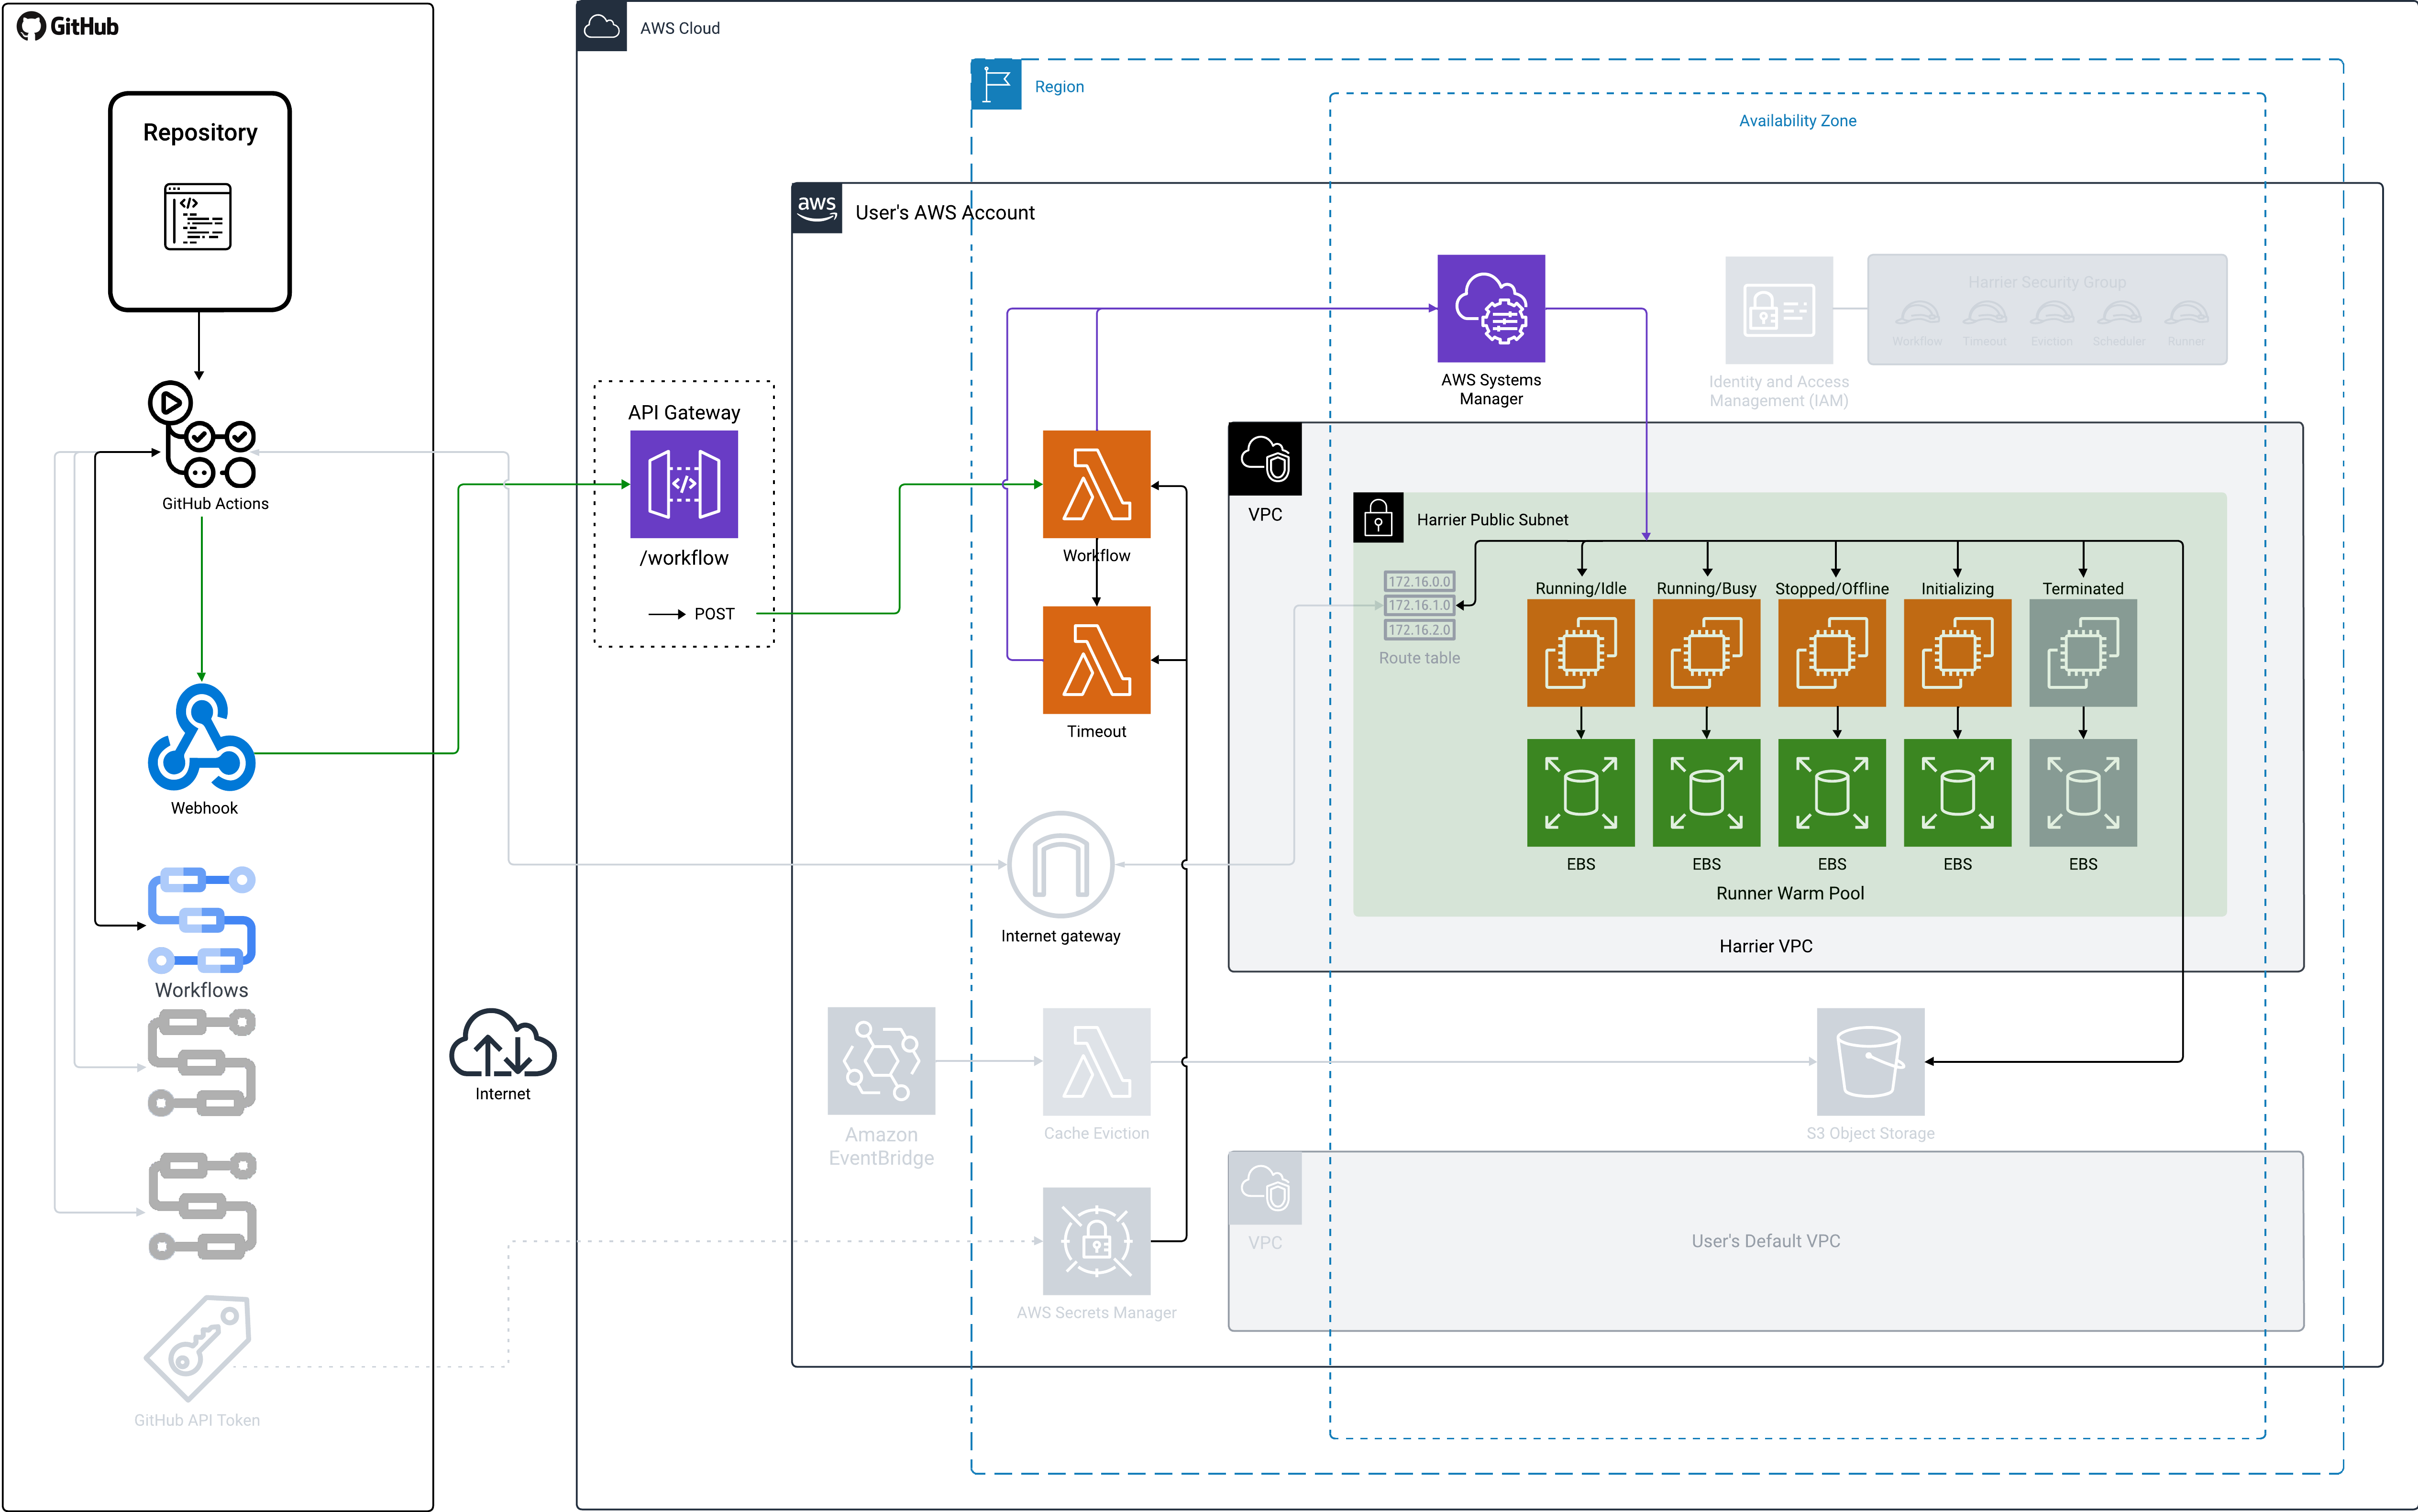 GitHub
Repository
</>
GitHub Actions
Webhook
Workflows
GitHub API Token
Internet
AWS Cloud
API Gateway
</>
/workflow
POST
Region
Availability Zone
aws
User's AWS Account
AWS Systems
Manager
Identity and Access
Management (IAM)
Harrier Security Group
Workflow
Timeout
Eviction
Scheduler
Runner
Workflow
Timeout
Internet gateway
Amazon
EventBridge
Cache Eviction
AWS Secrets Manager
VPC
Harrier Public Subnet
172.16.0.0
172.16.1.0
172.16.2.0
Route table
Running/Idle
Running/Busy
Stopped/Offline
Initializing
Terminated
EBS
EBS
EBS
EBS
EBS
Runner Warm Pool
Harrier VPC
S3 Object Storage
VPC
User's Default VPC